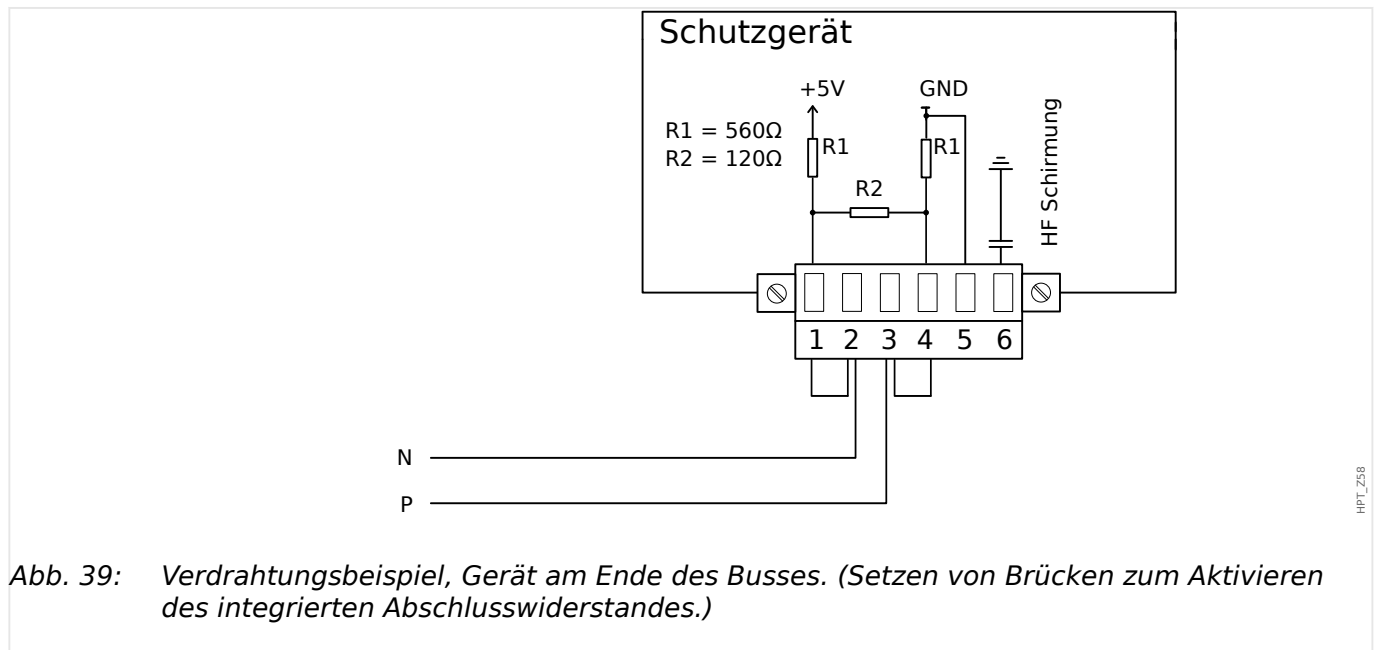 Schutzgerät
+5V
GND
HF Schirmung
R1 = 560Ω
R2 = 120Ω
R1
R1
R2
1 2 3 4 5 6
N
P
HPT_Z58
Abb. 39: Verdrahtungsbeispiel, Gerät am Ende des Busses. (Setzen von Brücken zum Aktivieren
des integrierten Abschlusswiderstandes.)